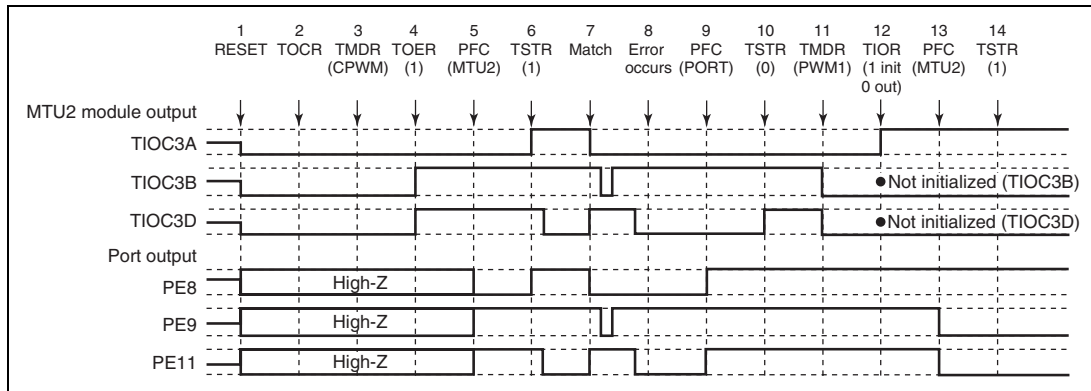 1 2 3 4 5 6 7 8 9 10 11 12 13 14
RESET TOCR TMDR TOER PFC TSTR Match Error PFC TSTR TMDR TIOR PFC TSTR
(CPWM) (1) (MTU2) (1) occurs (PORT) (0) (PWM1) (1 init (MTU2) (1)
0 out)
MTU2 module output
TIOC3A
TIOC3B
Not initialized (TIOC3B)
TIOC3D
Not initialized (TIOC3D)
Port output
PE8 High-Z
PE9 High-Z
PE11 High-Z